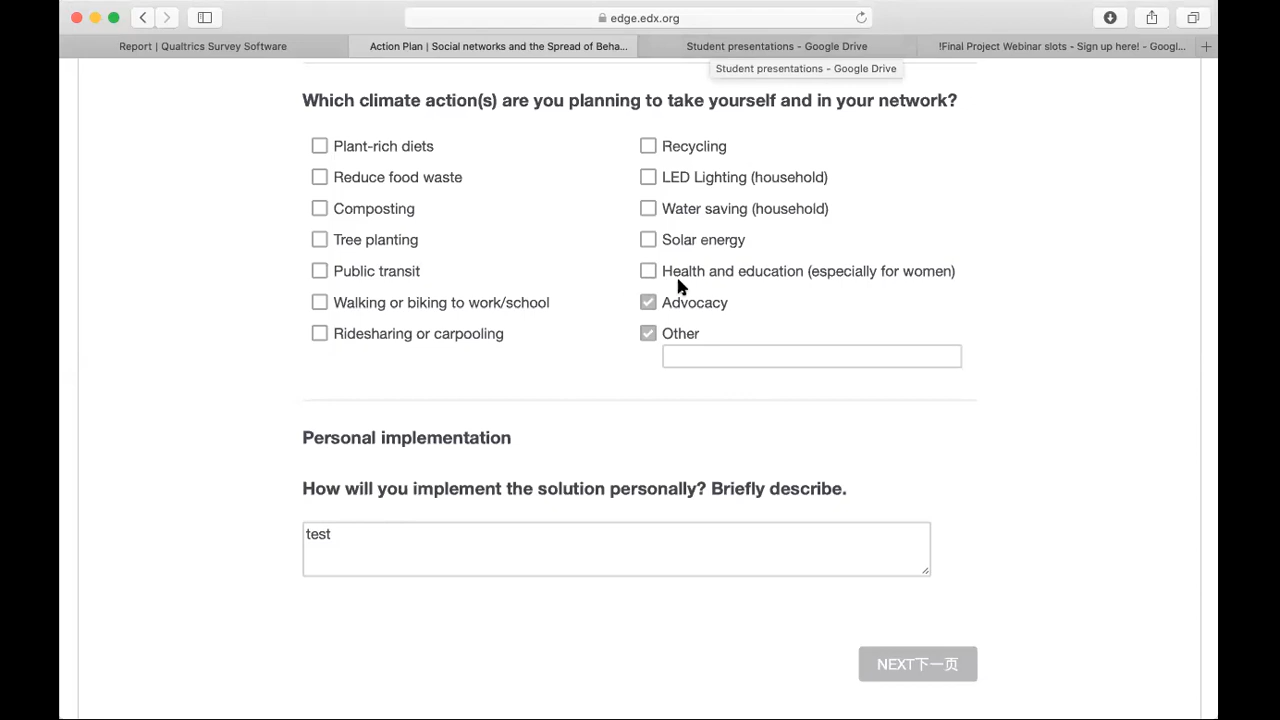 edge.edx.org
Report | Qualtrics Survey Software
Action Plan | Social networks and the Spread of Beha...
Student presentations - Google Drive
!Final Project Webinar slots - Sign up here! - Googl...
Student presentations - Google Drive
Which climate action(s) are you planning to take yourself and in your network?
Plant-rich diets
Recycling
Reduce food waste
LED Lighting (household)
Composting
Water saving (household)
Tree planting
Solar energy
Public transit
Health and education (especially for women)
Walking or biking to work/school
Advocacy
Ridesharing or carpooling
Other
Personal implementation
How will you implement the solution personally? Briefly describe.
test
NEXT下一页